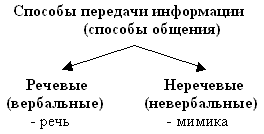 Способы передачи информации
(способы общения)
Речевые
(вербальные)
- речь
Неречевые
(невербальные)
- мимика